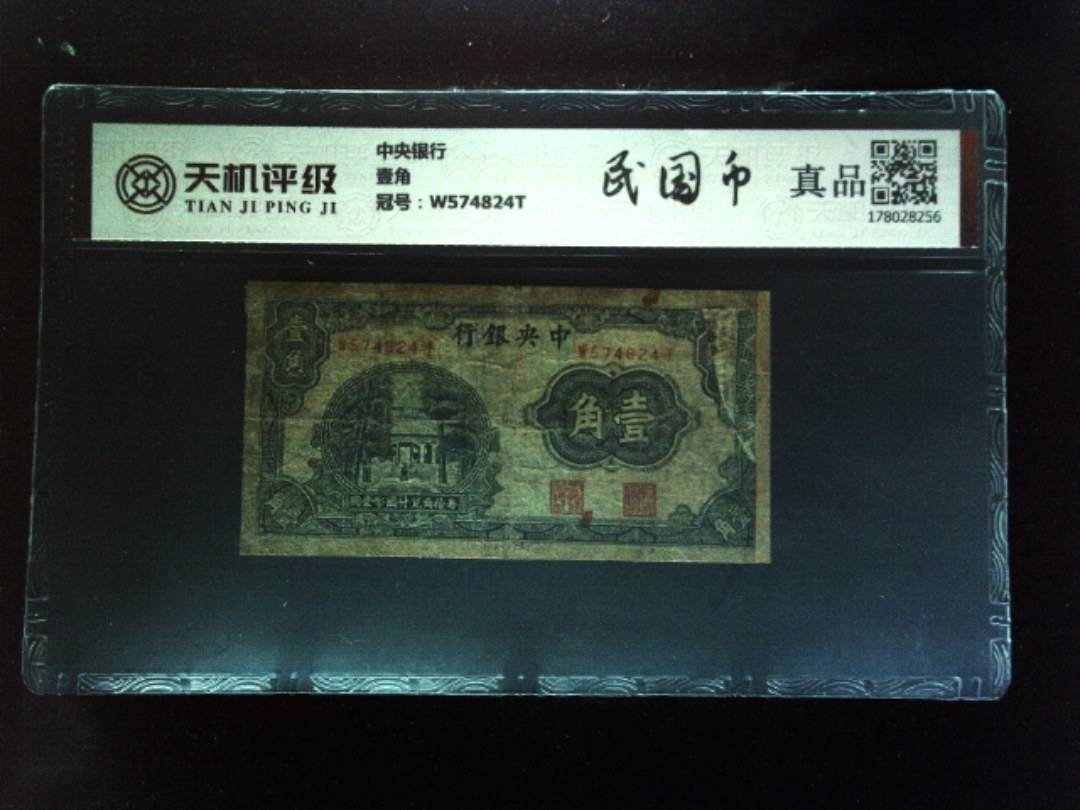 天机评级
TIAN JI PING JI
中央银行
壹角
冠号：W574824T
民国币
真品
178028256
行銀央中
壹角
W574824T
W574824T
角壹